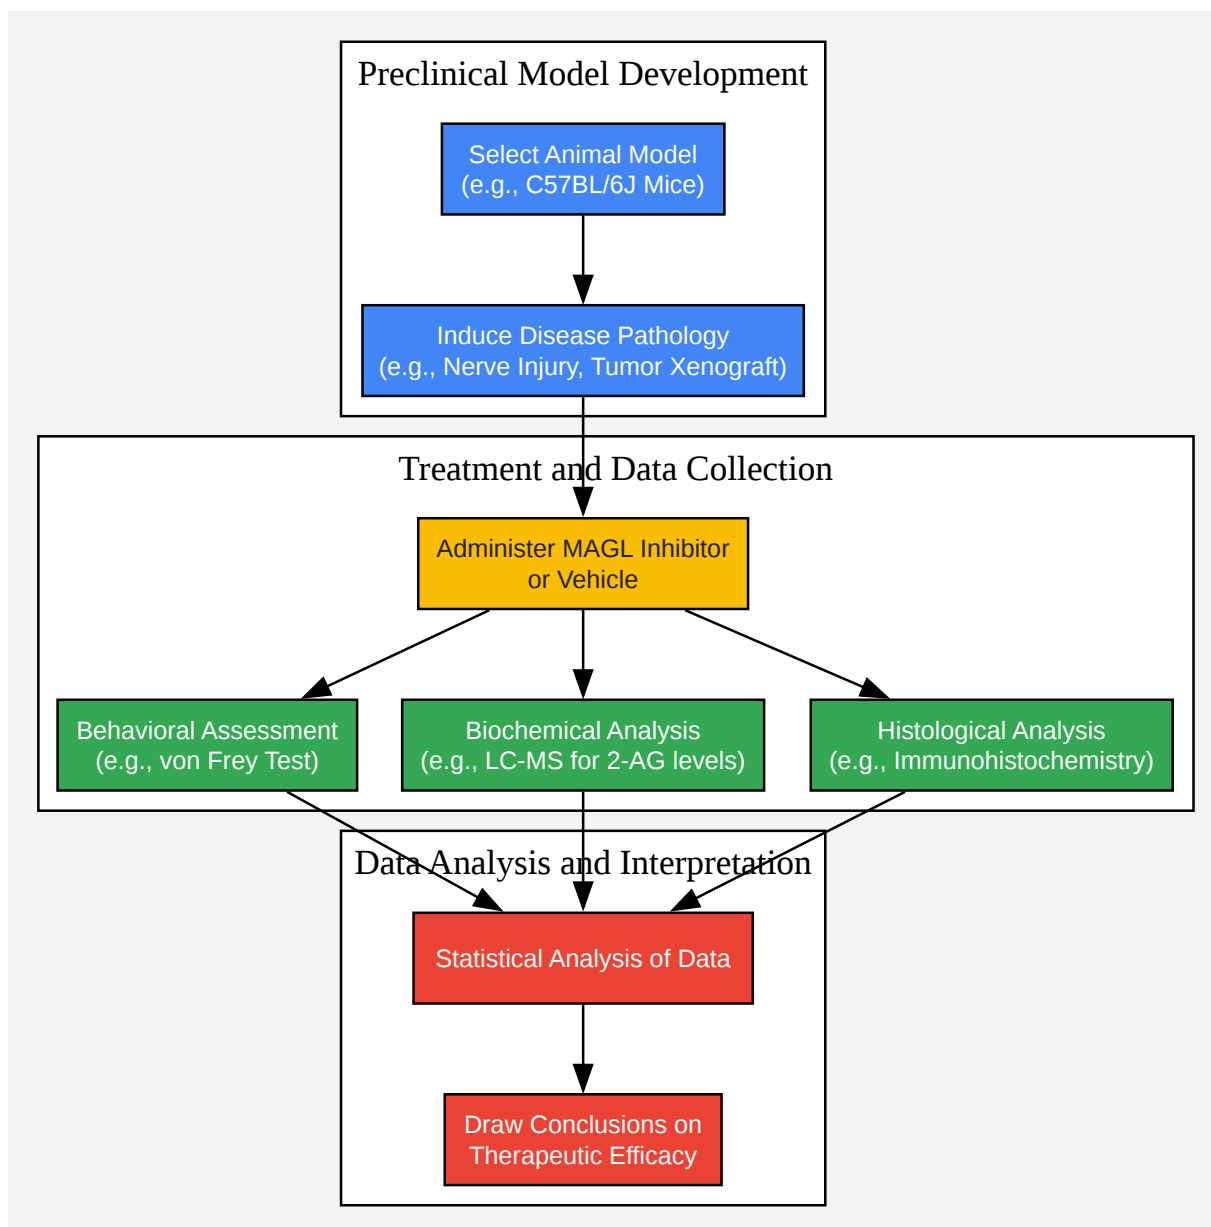 Preclinical Model Development
Select Animal Model
(e.g., C57BL/6J Mice)
Induce Disease Pathology
(e.g., Nerve Injury, Tumor Xenograft)
Treatment and Data Collection
Administer MAGL Inhibitor
or Vehicle
Behavioral Assessment
(e.g., von Frey Test)
Biochemical Analysis
(e.g., LC-MS for 2-AG levels)
Histological Analysis
(e.g., Immunohistochemistry)
Data Analysis and Interpretation
Statistical Analysis of Data
Draw Conclusions on
Therapeutic Efficacy